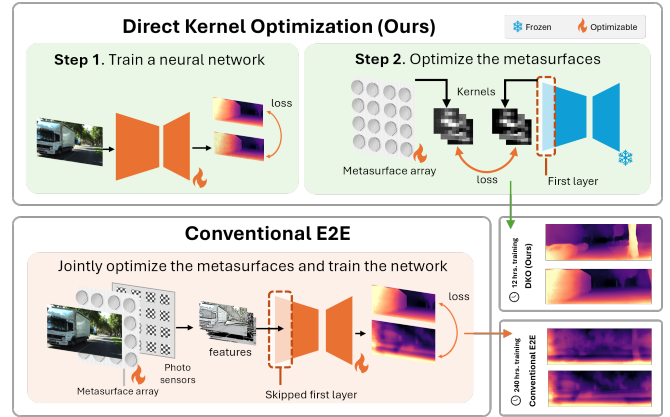 Direct Kernel Optimization (Ours)
Frozen
Optimizable
Step 1. Train a neural network
loss
Step 2. Optimize the metasurfaces
Kernels
loss
Metasurface array
First layer
Conventional E2E
Jointly optimize the metasurfaces and train the network
loss
features
Photo
sensors
Metasurface array
Skipped first layer
12 hrs. training
DKO (Ours)
240 hrs. training
Conventional E2E